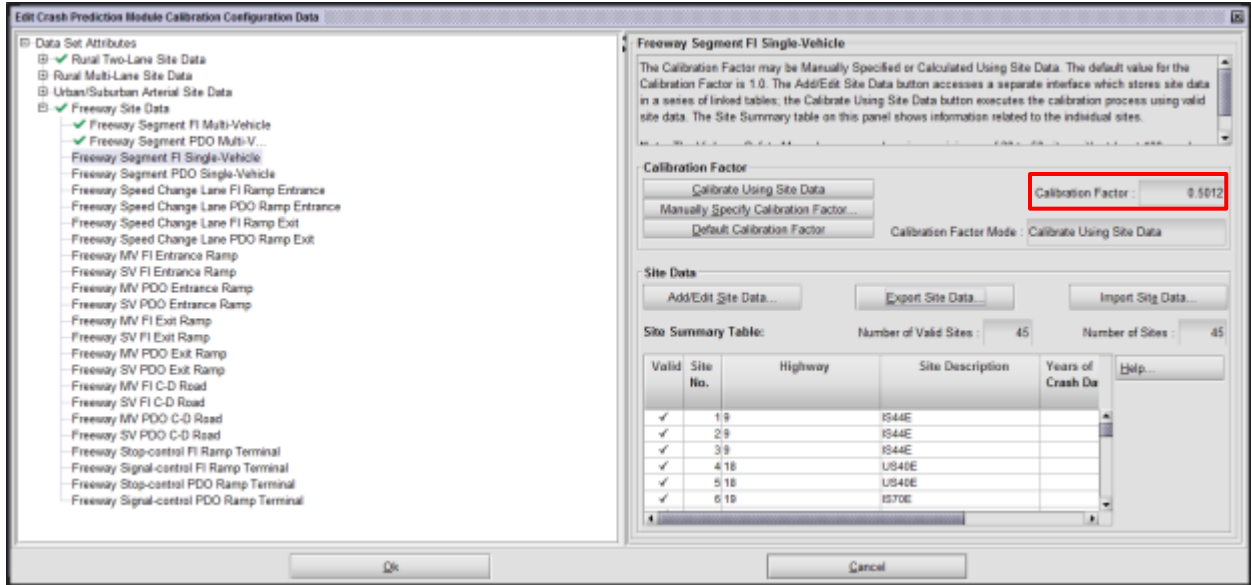 Edit Crash Prediction Module Calibration Configuration Data
Data Set Attributes
Rural Two-Lane Site Data
Rural Multi-Lane Site Data
Urban/Suburban Arterial Site Data
Freeway Site Data
Freeway Segment FI Multi-Vehicle
Freeway Segment PDO Multi-V...
Freeway Segment FI Single-Vehicle
Freeway Segment PDO Single-Vehicle
Freeway Speed Change Lane FI Ramp Entrance
Freeway Speed Change Lane PDO Ramp Entrance
Freeway Speed Change Lane FI Ramp Exit
Freeway Speed Change Lane PDO Ramp Exit
Freeway MV FI Entrance Ramp
Freeway SV FI Entrance Ramp
Freeway MV PDO Entrance Ramp
Freeway SV PDO Entrance Ramp
Freeway MV FI Exit Ramp
Freeway SV FI Exit Ramp
Freeway MV PDO Exit Ramp
Freeway SV PDO Exit Ramp
Freeway MV FI C-D Road
Freeway SV FI C-D Road
Freeway MV PDO C-D Road
Freeway SV PDO C-D Road
Freeway Stop-control FI Ramp Terminal
Freeway Signal-control FI Ramp Terminal
Freeway Stop-control PDO Ramp Terminal
Freeway Signal-control PDO Ramp Terminal
Freeway Segment FI Single-Vehicle
The Calibration Factor may be Manually Specified or Calculated Using Site Data. The default value for the
Calibration Factor is 1.0. The Add/Edit Site Data button accesses a separate interface which stores site data
in a series of linked tables; the Calibrate Using Site Data button executes the calibration process using valid
site data. The Site Summary table on this panel shows information related to the individual sites.
Calibration Factor
Calibrate Using Site Data
Calibration Factor : 0.5012
Manually Specify Calibration Factor...
Default Calibration Factor
Calibration Factor Mode : Calibrate Using Site Data
Site Data
Add/Edit Site Data... Export Site Data... Import Site Data...
Site Summary Table: Number of Valid Sites : 45 Number of Sites : 45
Valid Site No. Highway Site Description Years of Crash Da
Help...
✓ 1 9 IS44E
✓ 2 9 IS44E
✓ 3 9 IS44E
✓ 4 18 US40E
✓ 5 18 US40E
✓ 6 19 IS70E
Ok Cancel